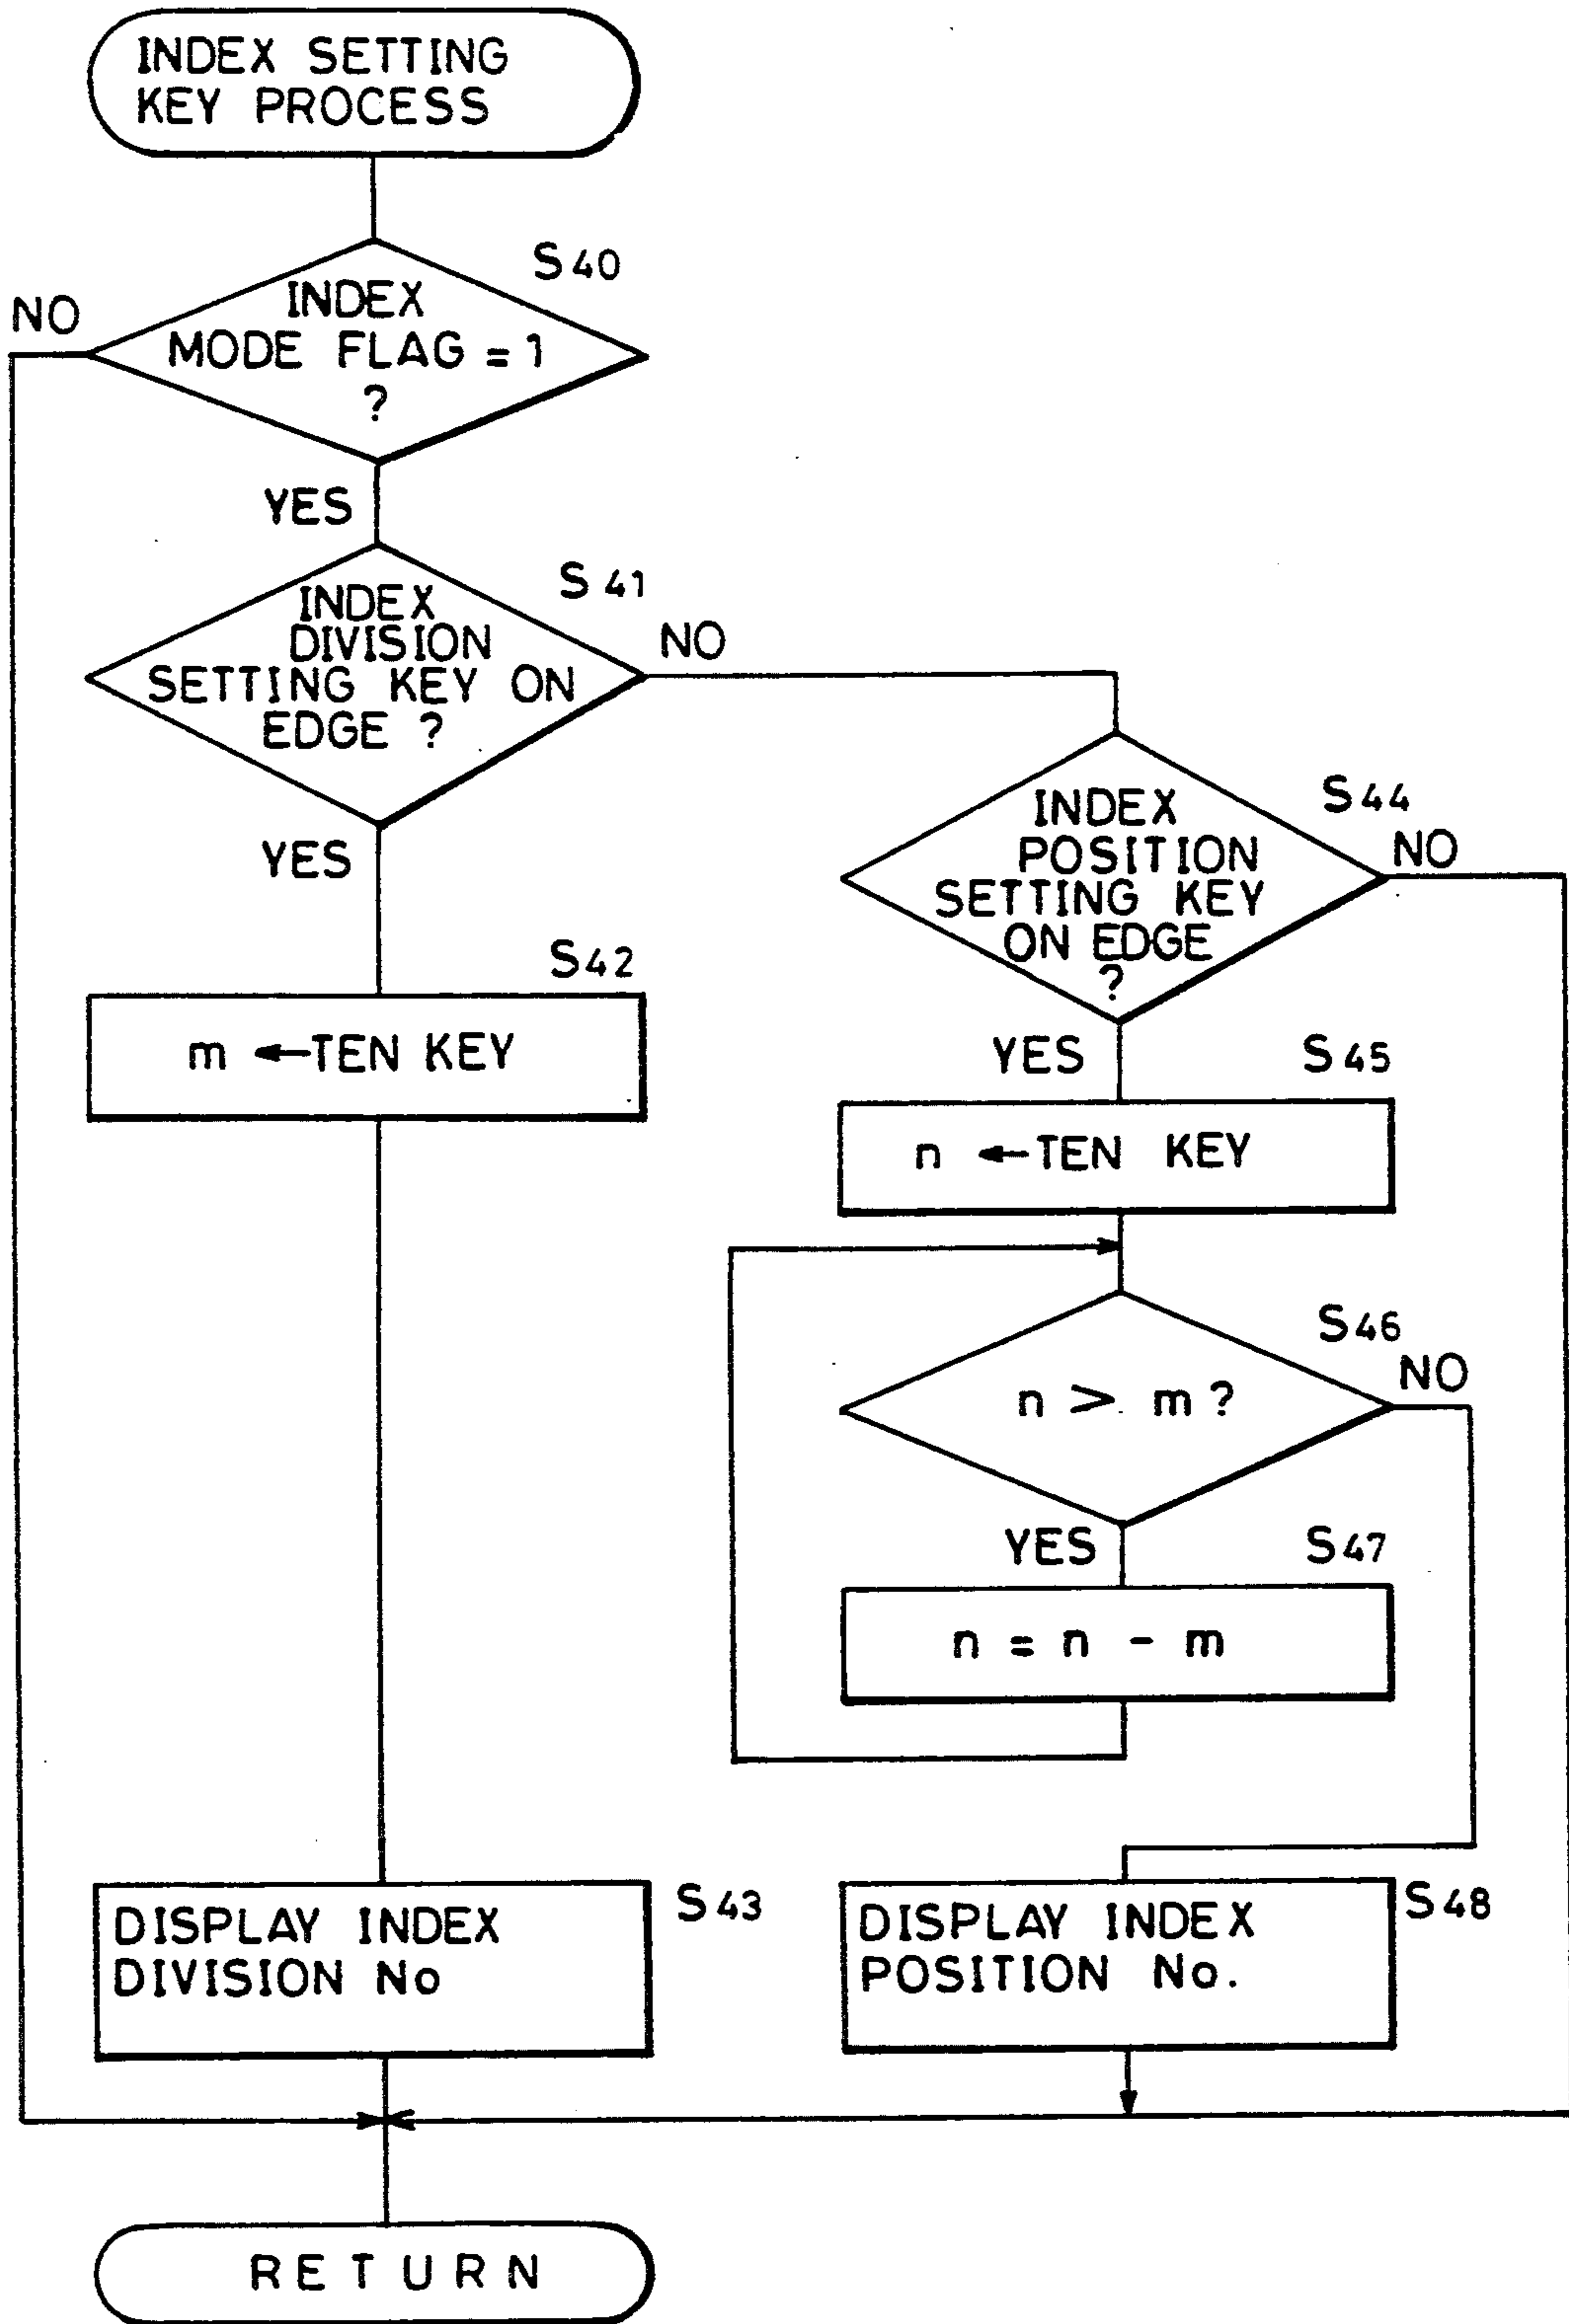 INDEX SETTING
KEY PROCESS
S40
NO
INDEX
MODE FLAG = 1
?
YES
S41
INDEX
DIVISION
SETTING KEY ON
EDGE ?
NO
YES
S44
INDEX
POSITION
SETTING KEY
ON EDGE
?
NO
S42
m ←TEN KEY
YES
S45
n ←TEN KEY
S46
n > m ?
NO
YES
S47
n = n - m
S43
DISPLAY INDEX
DIVISION No
S48
DISPLAY INDEX
POSITION No.
RETURN